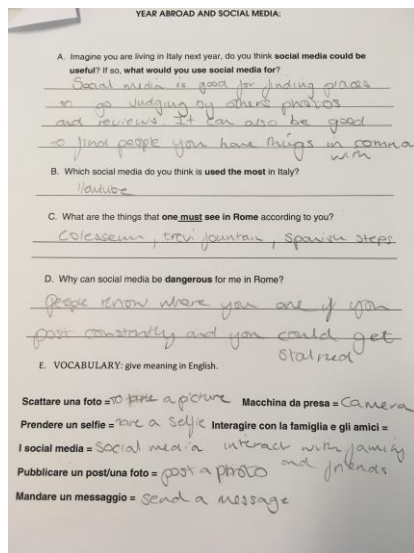 YEAR ABROAD AND SOCIAL MEDIA:
A. Imagine you are living in Italy next year, do you think social media could be
useful? If so, what would you use social media for?
Social media is good for finding places
to go Judging by others photos
and reviews. It can also be good
to find people you have things in common
with
B. Which social media do you think is used the most in Italy?
Youtube
C. What are the things that one must see in Rome according to you?
Colesseum, trevi fountain, spanish steps
D. Why can social media be dangerous for me in Rome?
People know where you are if you
post constantly and you could get
stalked
E. VOCABULARY: give meaning in English.
Scattare una foto = To take a picture Macchina da presa = Camera
Prendere un selfie = take a selfie Interagire con la famiglia e gli amici =
I social media = Social media interact with family
and friends
Pubblicare un post/una foto = post a photo
Mandare un messaggio = send a message